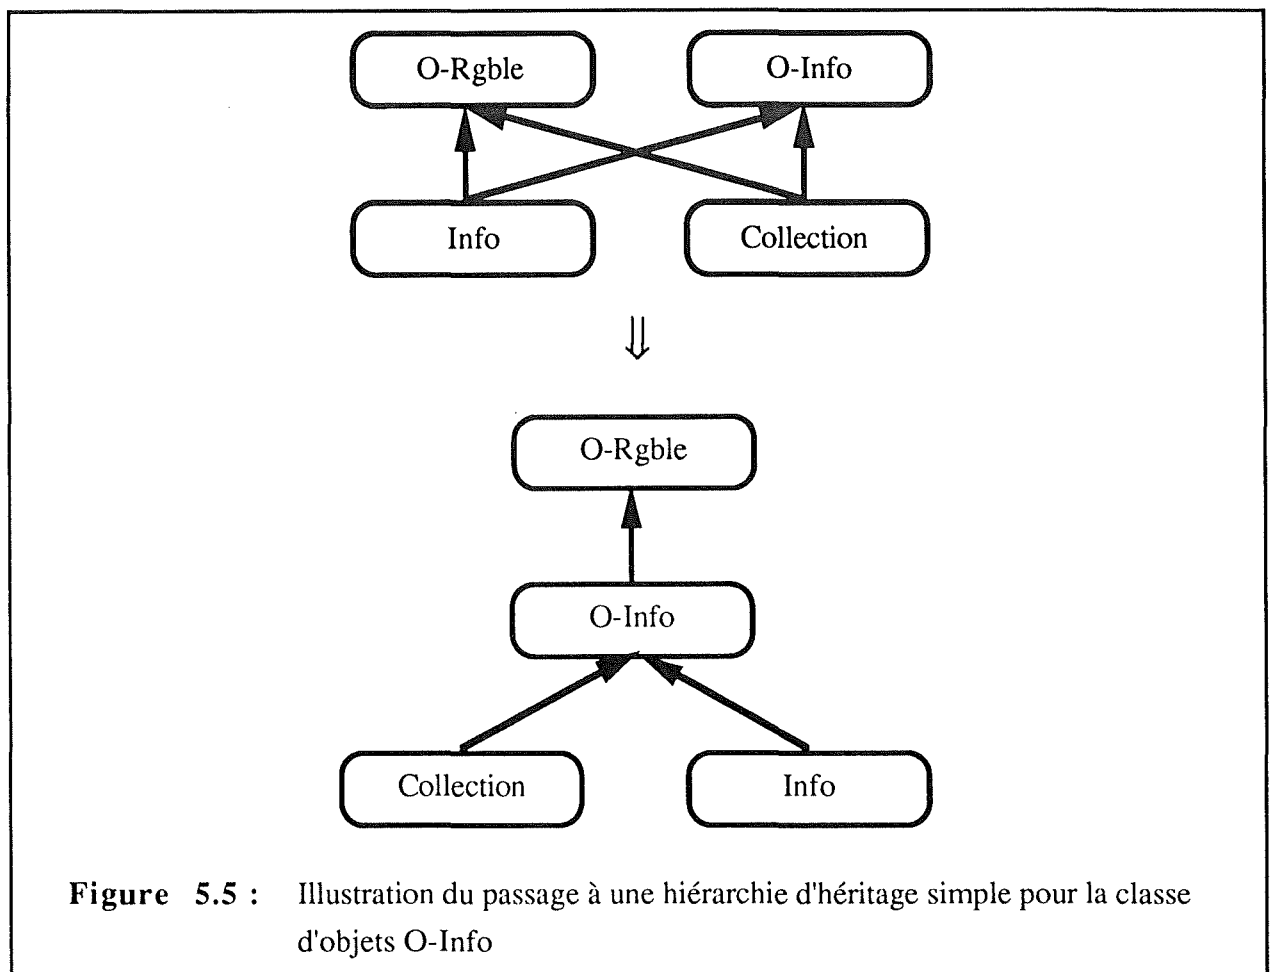 O-Rgble
O-Info
Info
Collection
⇓
O-Rgble
O-Info
Collection
Info
Figure 5.5 : Illustration du passage à une hiérarchie d'héritage simple pour la classe
d'objets O-Info